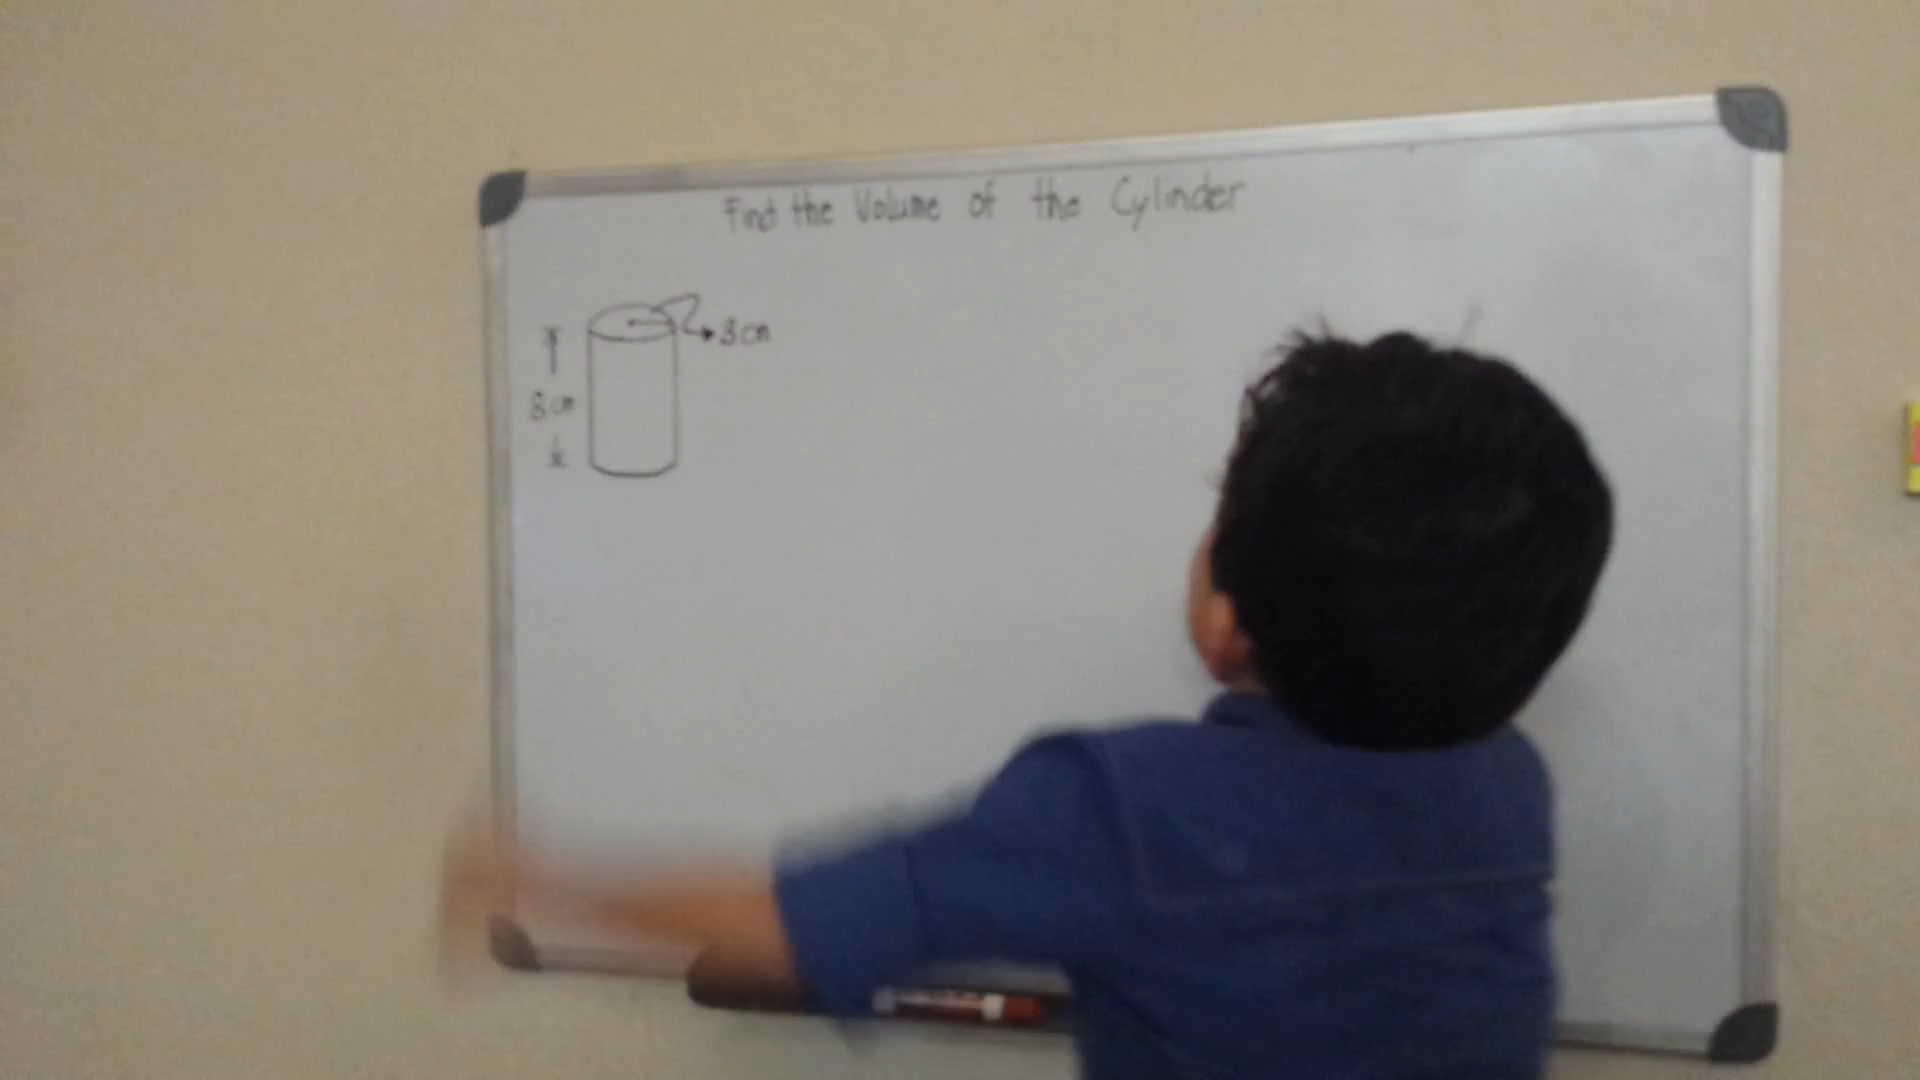 Find the Volume of the Cylinder
3 cm
8 cm